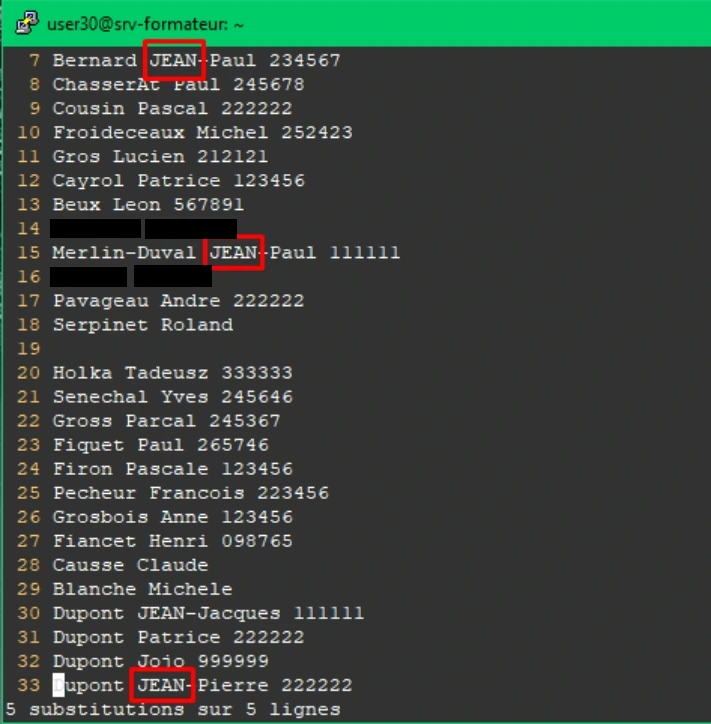 user30@srv-formateur: ~
7 Bernard JEAN-Paul 234567
8 ChasserAt Paul 245678
9 Cousin Pascal 222222
10 Froideceaux Michel 252423
11 Gros Lucien 212121
12 Cayrol Patrice 123456
13 Beux Leon 567891
14
15 Merlin-Duval JEAN-Paul 111111
16
17 Pavageau Andre 222222
18 Serpinet Roland
19
20 Holka Tadeusz 333333
21 Senechal Yves 245646
22 Gross Parcal 245367
23 Fiquet Paul 265746
24 Firon Pascale 123456
25 Pecheur Francois 223456
26 Grosbois Anne 123456
27 Fiancet Henri 098765
28 Causse Claude
29 Blanche Michele
30 Dupont JEAN-Jacques 111111
31 Dupont Patrice 222222
32 Dupont Jojo 999999
33 Dupont JEAN-Pierre 222222
5 substitutions sur 5 lignes